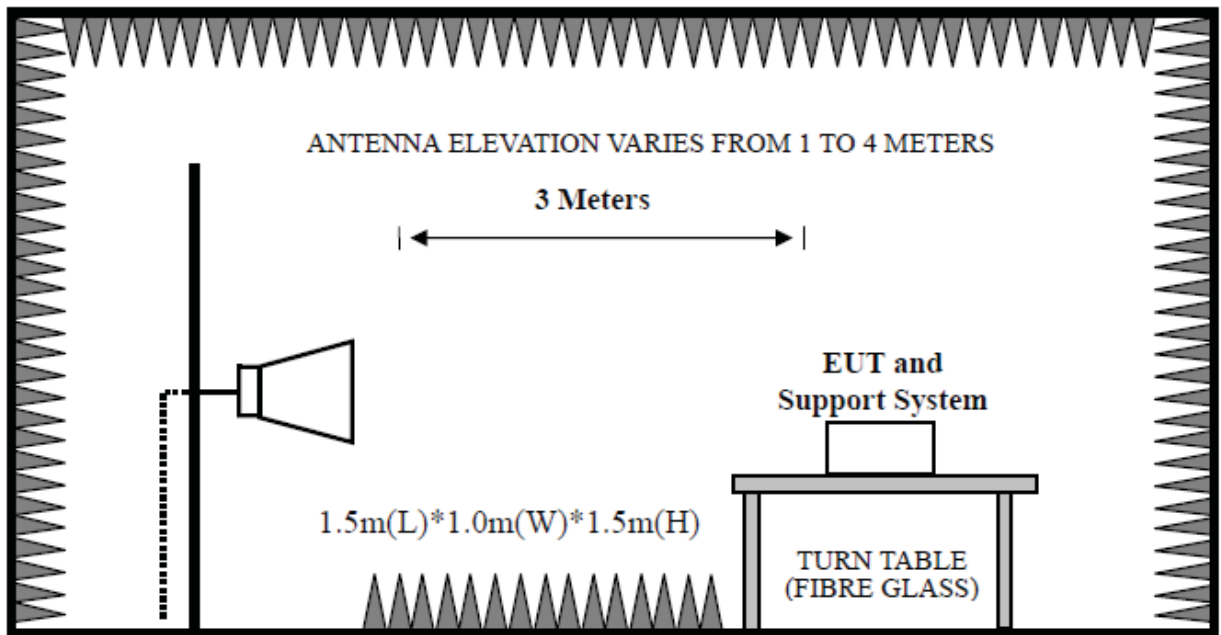 ANTENNA ELEVATION VARIES FROM 1 TO 4 METERS
3 Meters
EUT and
Support System
1.5m(L)*1.0m(W)*1.5m(H)
TURN TABLE
(FIBRE GLASS)